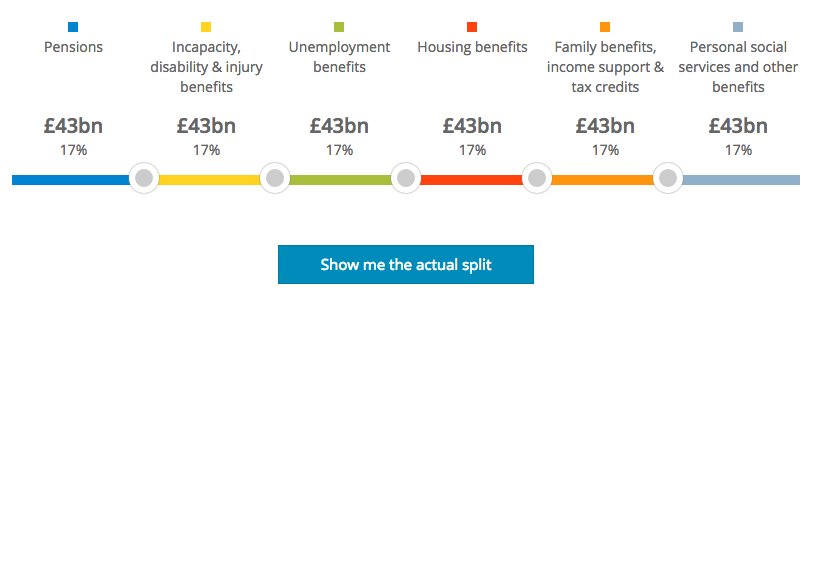 Pensions
Incapacity,
disability & injury
benefits
Unemployment
benefits
Housing benefits
Family benefits,
income support &
tax credits
Personal social
services and other
benefits
£43bn
£43bn
£43bn
£43bn
£43bn
£43bn
17%
17%
17%
17%
17%
17%
Show me the actual split